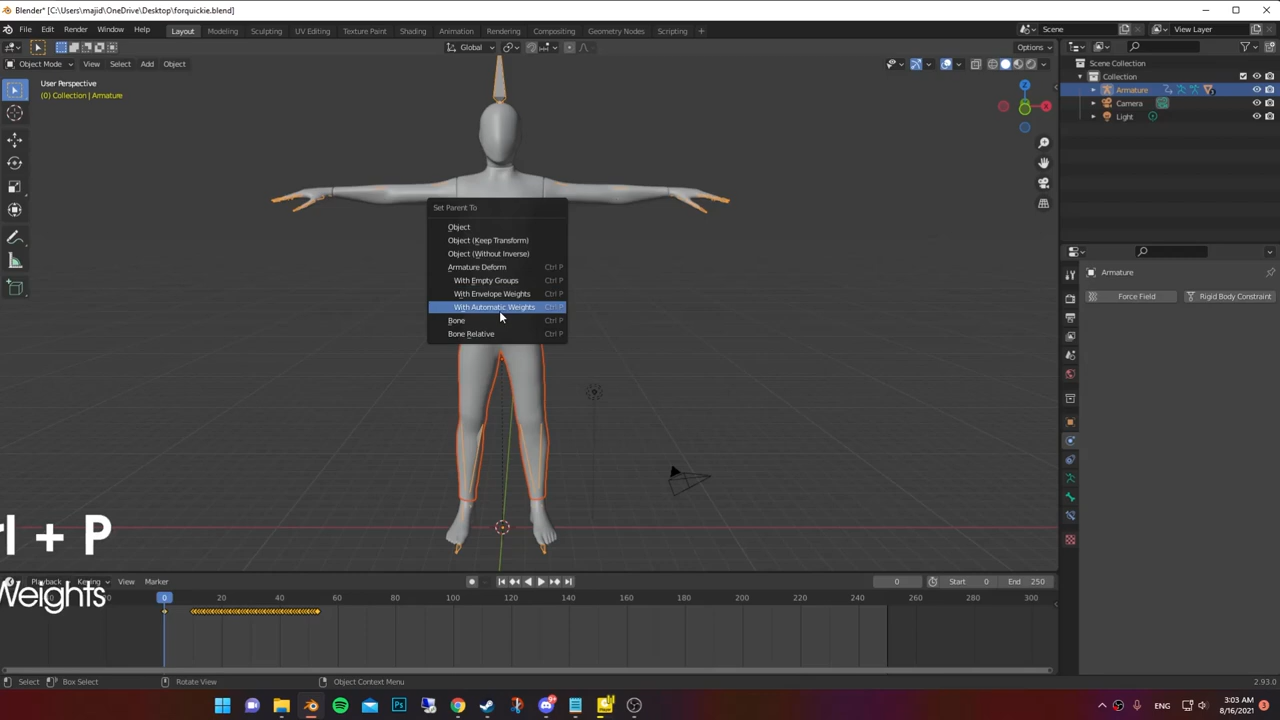 Blender* [C:\Users\majid\OneDrive\Desktop\forquickie.blend]
File Edit Render Window Help Layout Modeling Sculpting UV Editing Texture Paint Shading Animation Rendering Compositing Geometry Nodes Scripting Scene View Layer
Global Options
Object Mode View Select Add Object
User Perspective
(0) Collection | Armature
Scene Collection
Collection
Armature
Camera
Light
Set Parent To
Object
Object (Keep Transform)
Object (Without Inverse)
Armature Deform Ctrl P
With Empty Groups Ctrl P
With Envelope Weights Ctrl P
With Automatic Weights Ctrl P
Bone Ctrl P
Bone Relative Ctrl P
Armature
Force Field Rigid Body Constraint
rl + P
Weights
Playback Keying View Marker 0 Start 0 End 250
0 20 40 60 80 100 120 140 160 180 200 220 240 260 280 300
Select Box Select Rotate View Object Context Menu 2.93.0
ENG 3:03 AM
8/16/2021